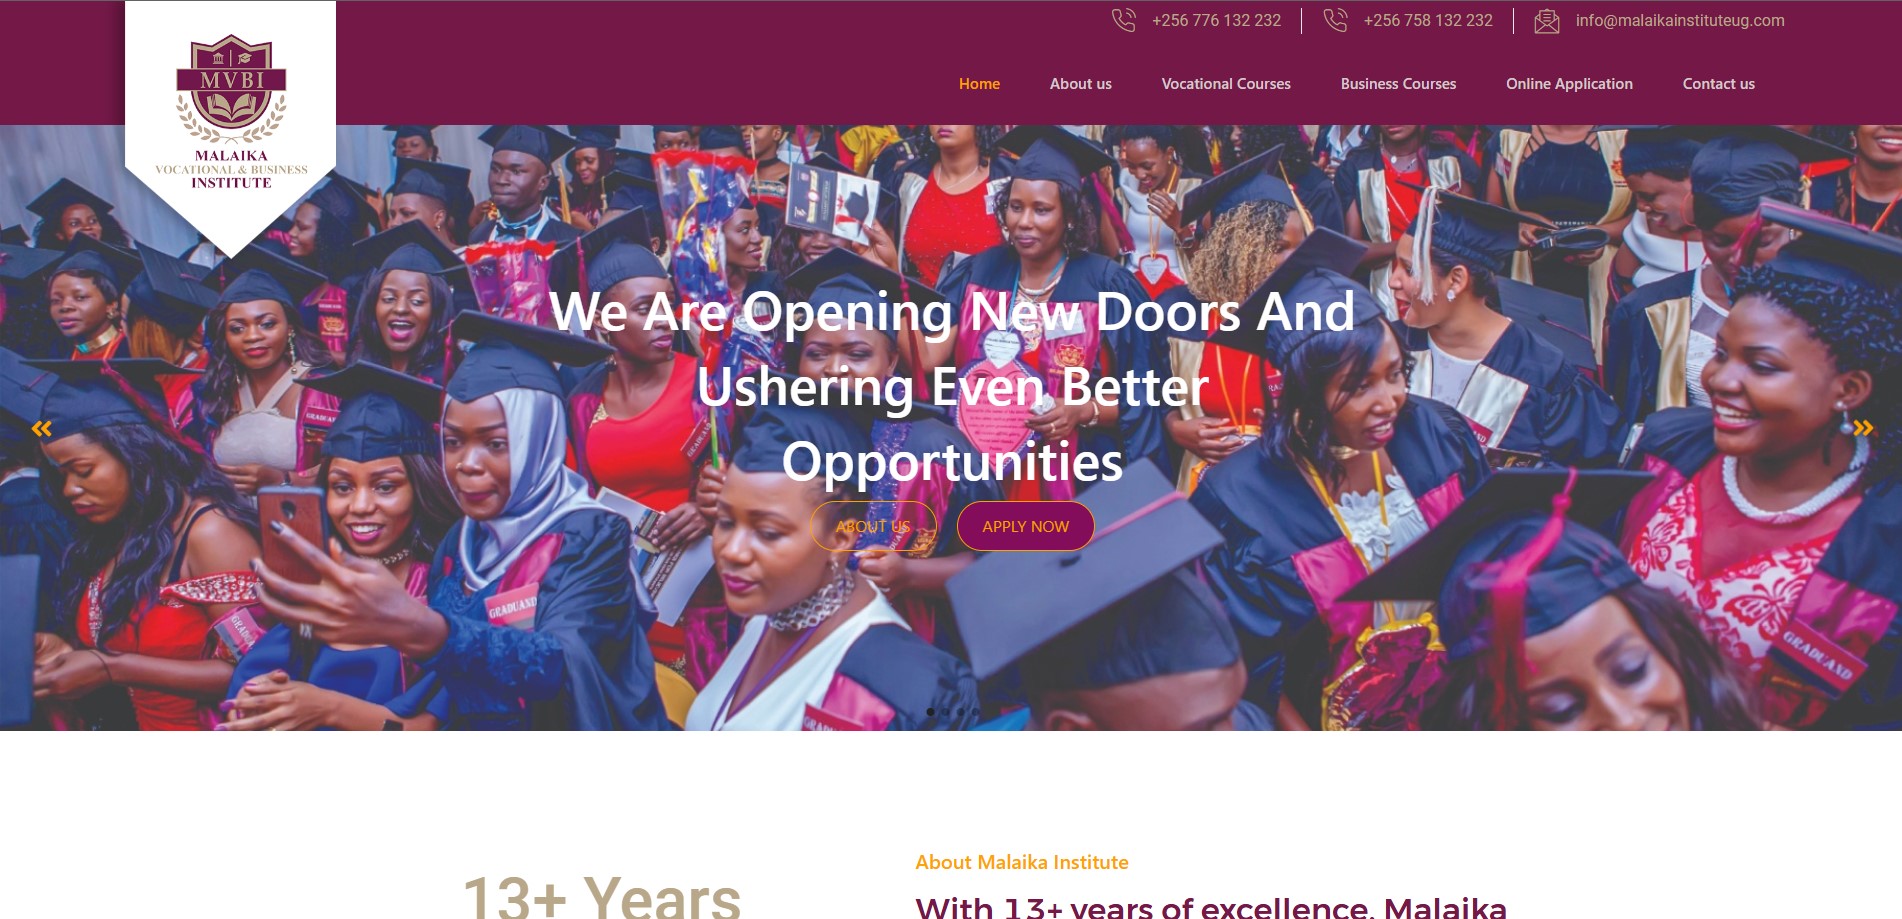 +256 776 132 232
+256 758 132 232
info@malaikainstituteug.com
MVBI
MALAIKA
VOCATIONAL & BUSINESS
INSTITUTE
Home
About us
Vocational Courses
Business Courses
Online Application
Contact us
We Are Opening New Doors And
Ushering Even Better
Opportunities
ABOUT US
APPLY NOW
GRADUAND
GRADUAND
About Malaika Institute
13+ Years
With 13+ years of excellence, Malaika